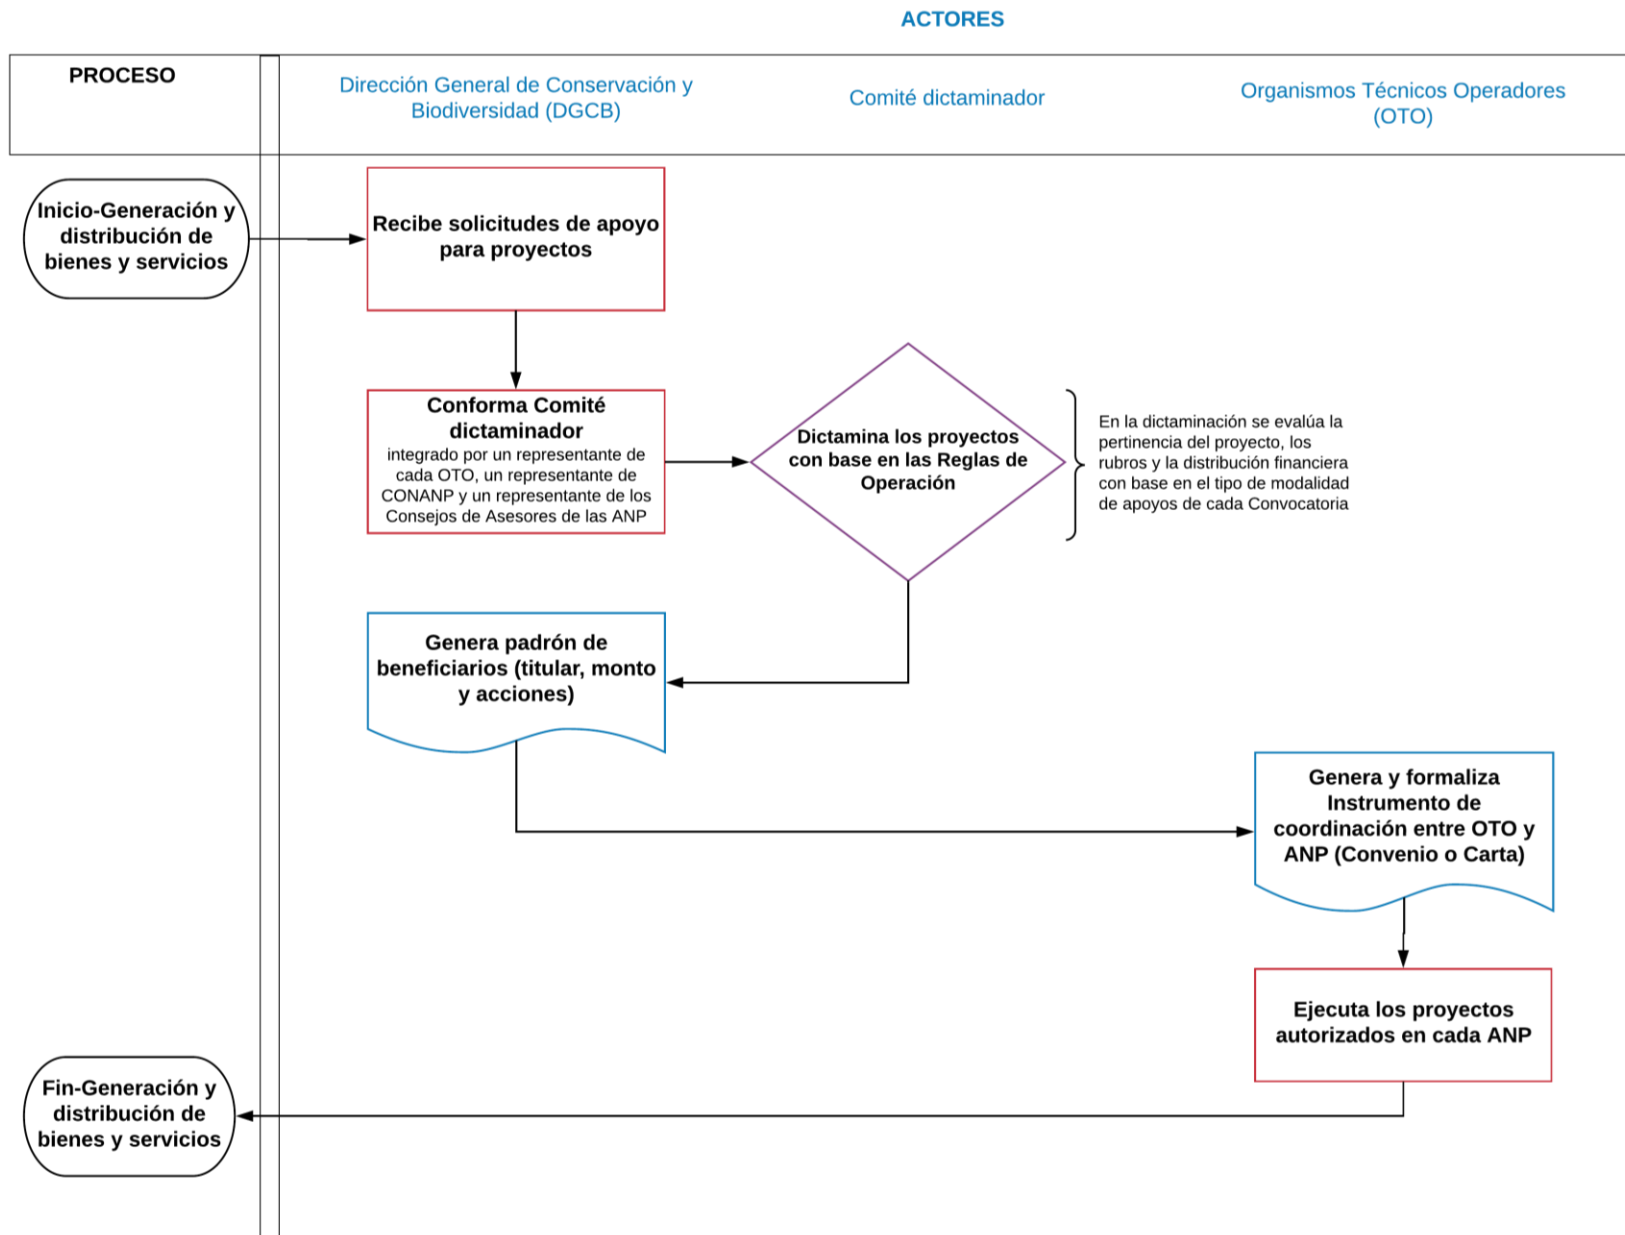 ACTORES
PROCESO
Dirección General de Conservación y
Biodiversidad (DGCB)
Comité dictaminador
Organismos Técnicos Operadores
(OTO)
Inicio-Generación y
distribución de
bienes y servicios
Recibe solicitudes de apoyo
para proyectos
Conforma Comité
dictaminador
integrado por un representante de
cada OTO, un representante de
CONANP y un representante de los
Consejos de Asesores de las ANP
Dictamina los proyectos
con base en las Reglas de
Operación
En la dictaminación se evalúa la
pertinencia del proyecto, los
rubros y la distribución financiera
con base en el tipo de modalidad
de apoyos de cada Convocatoria
Genera padrón de
beneficiarios (titular, monto
y acciones)
Genera y formaliza
Instrumento de
coordinación entre OTO y
ANP (Convenio o Carta)
Ejecuta los proyectos
autorizados en cada ANP
Fin-Generación y
distribución de
bienes y servicios